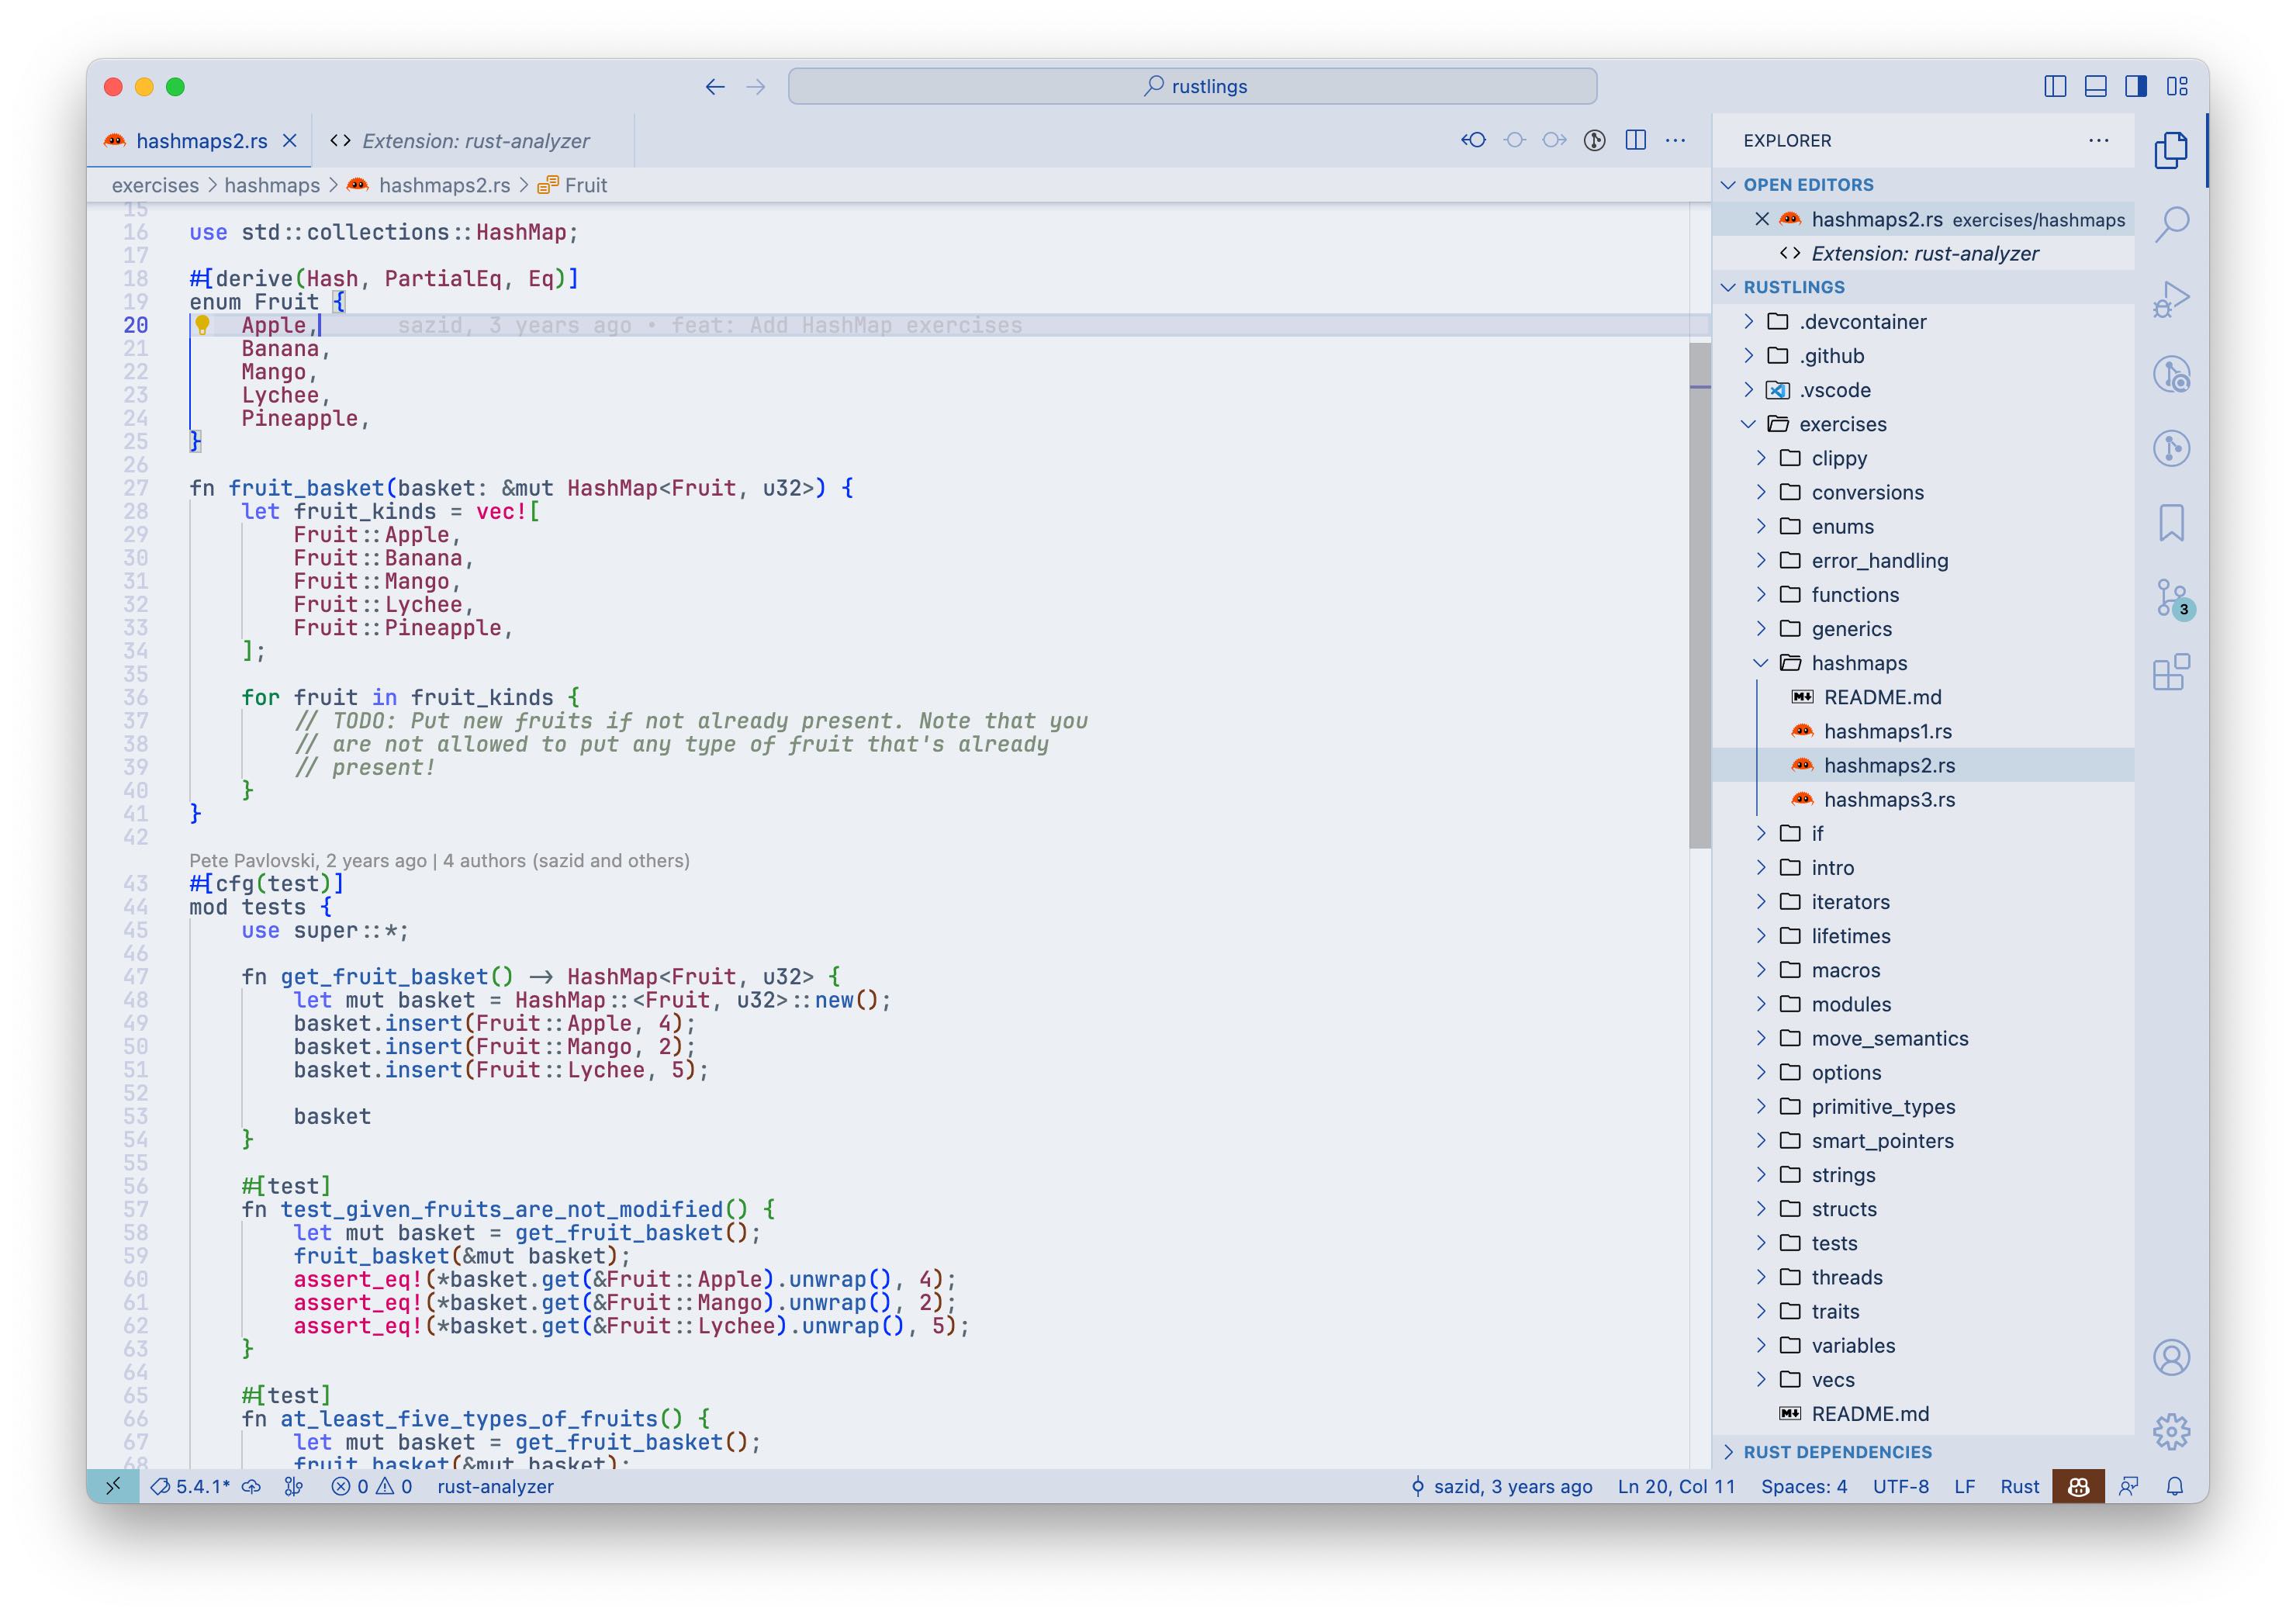 rustlings
hashmaps2.rs
Extension: rust-analyzer
exercises > hashmaps > hashmaps2.rs > Fruit
15
16 use std::collections::HashMap;
17
18 #[derive(Hash, PartialEq, Eq)]
19 enum Fruit {
20 Apple, sazid, 3 years ago • feat: Add HashMap exercises
21 Banana,
22 Mango,
23 Lychee,
24 Pineapple,
25 }
26
27 fn fruit_basket(basket: &mut HashMap<Fruit, u32>) {
28 let fruit_kinds = vec![
29 Fruit::Apple,
30 Fruit::Banana,
31 Fruit::Mango,
32 Fruit::Lychee,
33 Fruit::Pineapple,
34 ];
35
36 for fruit in fruit_kinds {
37 // TODO: Put new fruits if not already present. Note that you
38 // are not allowed to put any type of fruit that's already
39 // present!
40 }
41 }
42
Pete Pavlovski, 2 years ago | 4 authors (sazid and others)
43 #[cfg(test)]
44 mod tests {
45 use super::*;
46
47 fn get_fruit_basket() -> HashMap<Fruit, u32> {
48 let mut basket = HashMap::<Fruit, u32>::new();
49 basket.insert(Fruit::Apple, 4);
50 basket.insert(Fruit::Mango, 2);
51 basket.insert(Fruit::Lychee, 5);
52
53 basket
54 }
55
56 #[test]
57 fn test_given_fruits_are_not_modified() {
58 let mut basket = get_fruit_basket();
59 fruit_basket(&mut basket);
60 assert_eq!(*basket.get(&Fruit::Apple).unwrap(), 4);
61 assert_eq!(*basket.get(&Fruit::Mango).unwrap(), 2);
62 assert_eq!(*basket.get(&Fruit::Lychee).unwrap(), 5);
63 }
64
65 #[test]
66 fn at_least_five_types_of_fruits() {
67 let mut basket = get_fruit_basket();
68 fruit_basket(&mut basket);
EXPLORER
OPEN EDITORS
hashmaps2.rs exercises/hashmaps
Extension: rust-analyzer
RUSTLINGS
.devcontainer
.github
.vscode
exercises
clippy
conversions
enums
error_handling
functions
generics
hashmaps
README.md
hashmaps1.rs
hashmaps2.rs
hashmaps3.rs
if
intro
iterators
lifetimes
macros
modules
move_semantics
options
primitive_types
smart_pointers
strings
structs
tests
threads
traits
variables
vecs
README.md
RUST DEPENDENCIES
3
5.4.1* 0 0 rust-analyzer sazid, 3 years ago Ln 20, Col 11 Spaces: 4 UTF-8 LF Rust